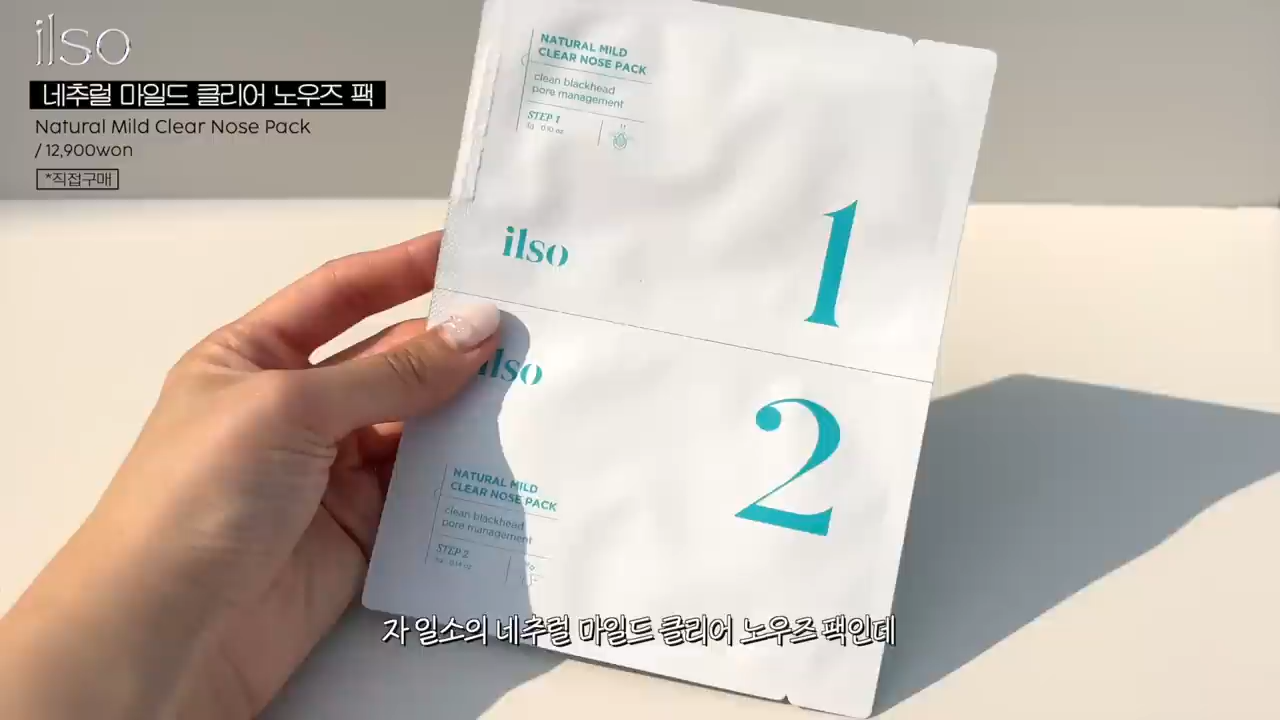 ilso
네추럴 마일드 클리어 노우즈 팩
Natural Mild Clear Nose Pack
/ 12,900won
*직접구매
NATURAL MILD
CLEAR NOSE PACK
clean blackhead
pore management
STEP 1
ilso
1
ilso
2
NATURAL MILD
CLEAR NOSE PACK
clean blackhead
pore management
STEP 2
자 일소의 네추럴 마일드 클리어 노우즈 팩인데